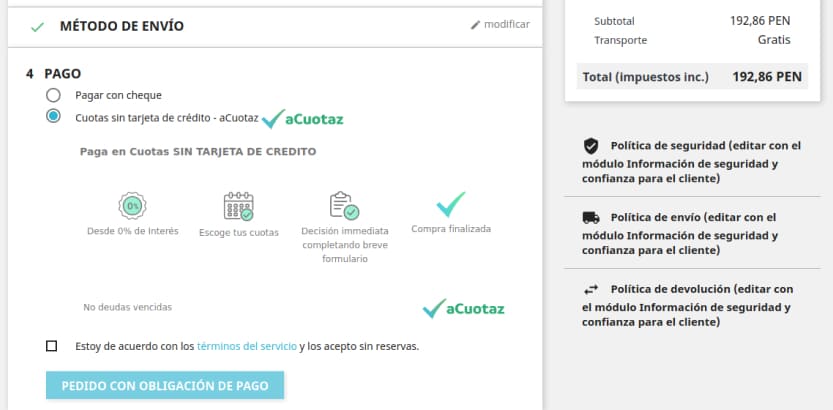 MÉTODO DE ENVÍO
modificar
4 PAGO
Pagar con cheque
Cuotas sin tarjeta de crédito - aCuotaz aCuotaz
Paga en Cuotas SIN TARJETA DE CREDITO
0%
Desde 0% de Interés
Escoge tus cuotas
Decisión immediata
completando breve
formulario
Compra finalizada
No deudas vencidas
aCuotaz
Estoy de acuerdo con los términos del servicio y los acepto sin reservas.
PEDIDO CON OBLIGACIÓN DE PAGO
Subtotal 192,86 PEN
Transporte Gratis
Total (impuestos inc.) 192,86 PEN
Política de seguridad (editar con el
módulo Información de seguridad y
confianza para el cliente)
Política de envío (editar con el
módulo Información de seguridad y
confianza para el cliente)
Política de devolución (editar con
el módulo Información de seguridad y
confianza para el cliente)